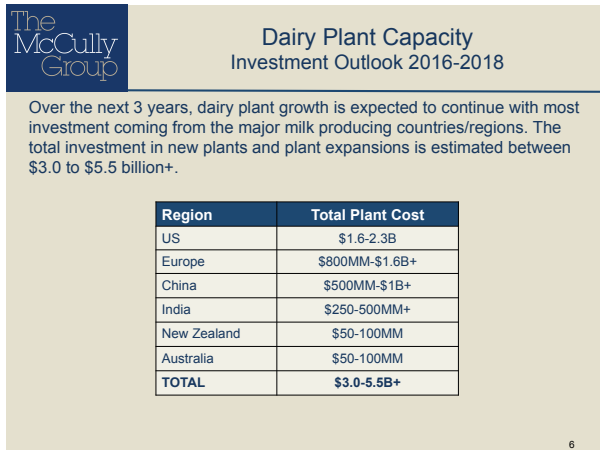 The
McCully
Group
Dairy Plant Capacity
Investment Outlook 2016-2018
Over the next 3 years, dairy plant growth is expected to continue with most
investment coming from the major milk producing countries/regions. The
total investment in new plants and plant expansions is estimated between
$3.0 to $5.5 billion+.
Region Total Plant Cost
US $1.6-2.3B
Europe $800MM-$1.6B+
China $500MM-$1B+
India $250-500MM+
New Zealand $50-100MM
Australia $50-100MM
TOTAL $3.0-5.5B+
6